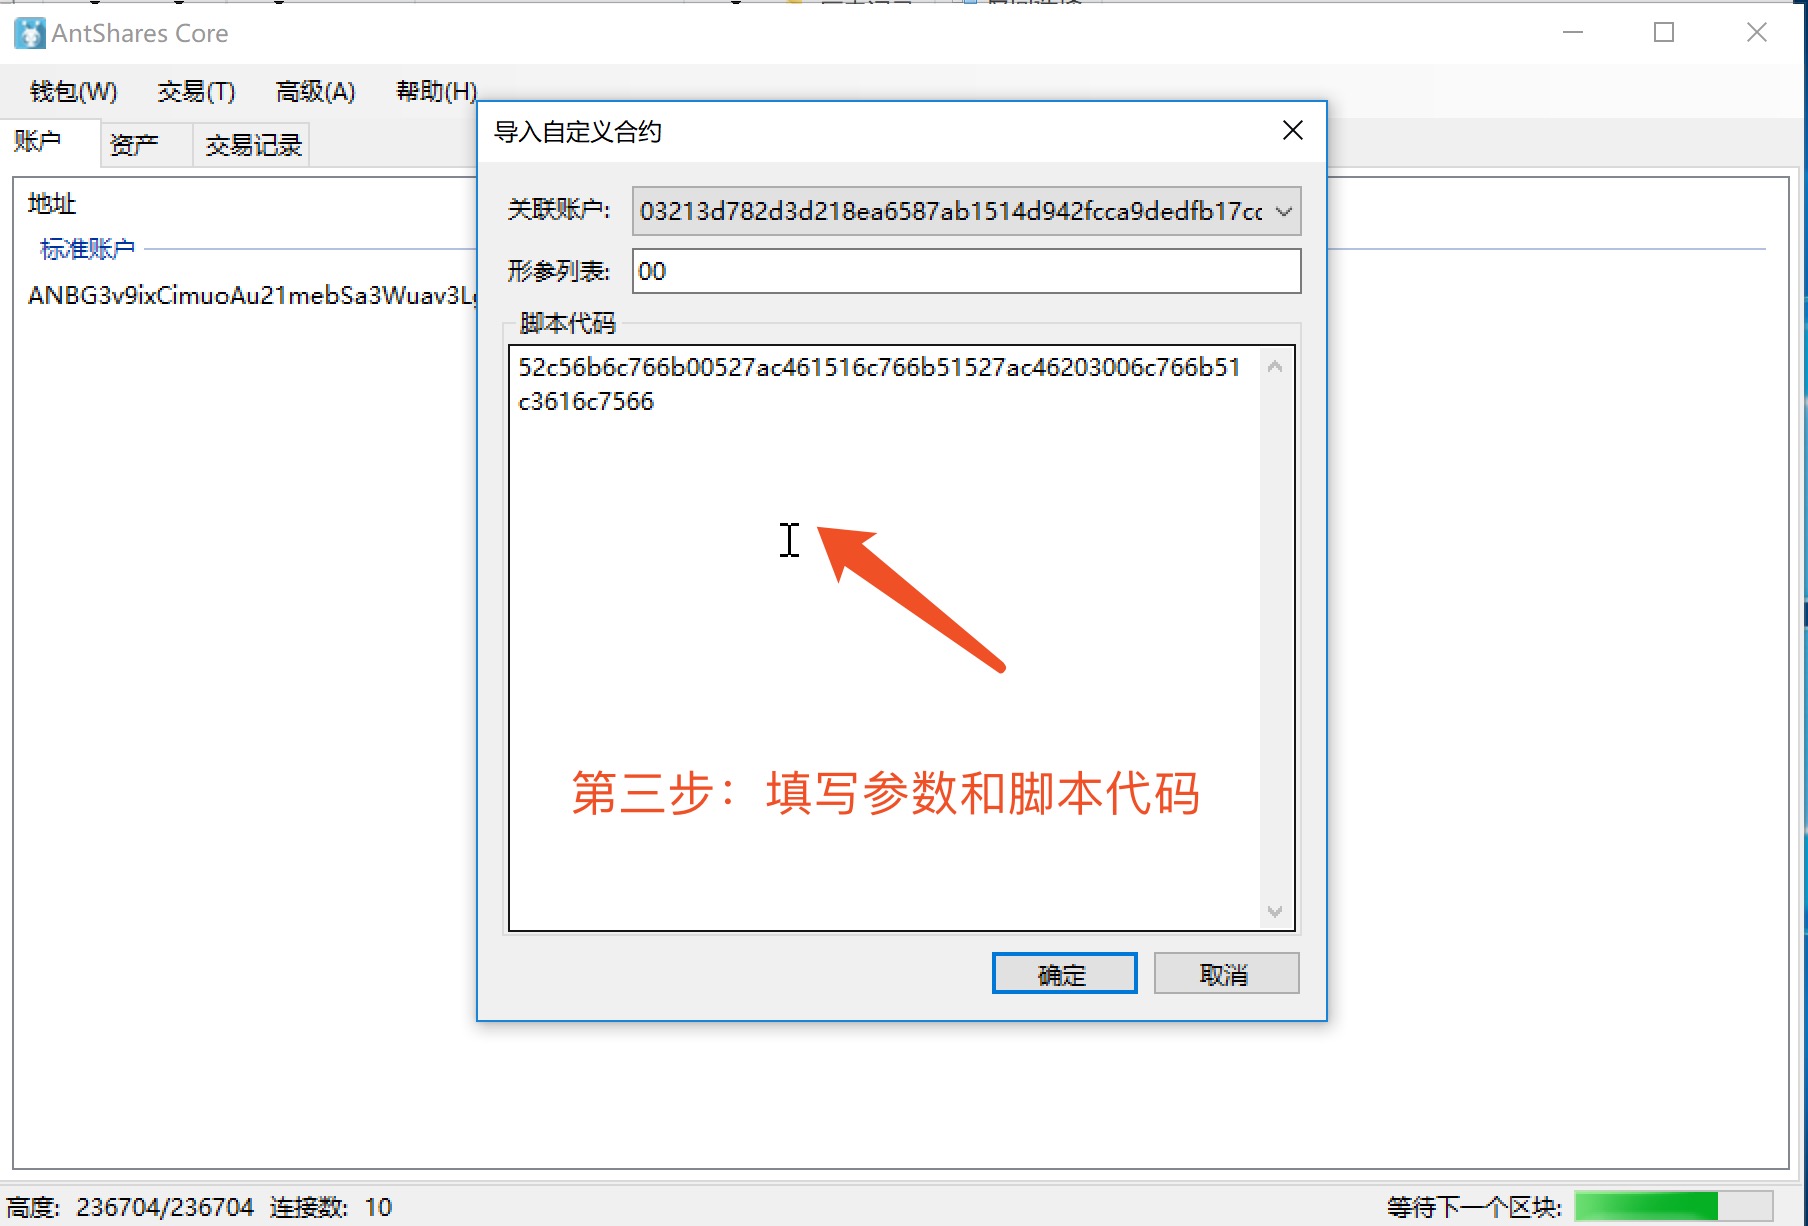 AntShares Core
钱包(W) 交易(T) 高级(A) 帮助(H)
账户 资产 交易记录
地址
标准账户
ANBG3v9ixCimuoAu21mebSa3Wuav3L
导入自定义合约
关联账户: 03213d782d3d218ea6587ab1514d942fcca9dedfb17cc
形参列表: 00
脚本代码
52c56b6c766b00527ac461516c766b51527ac46203006c766b51
c3616c7566
第三步：填写参数和脚本代码
确定 取消
高度: 236704/236704 连接数: 10 等待下一个区块: